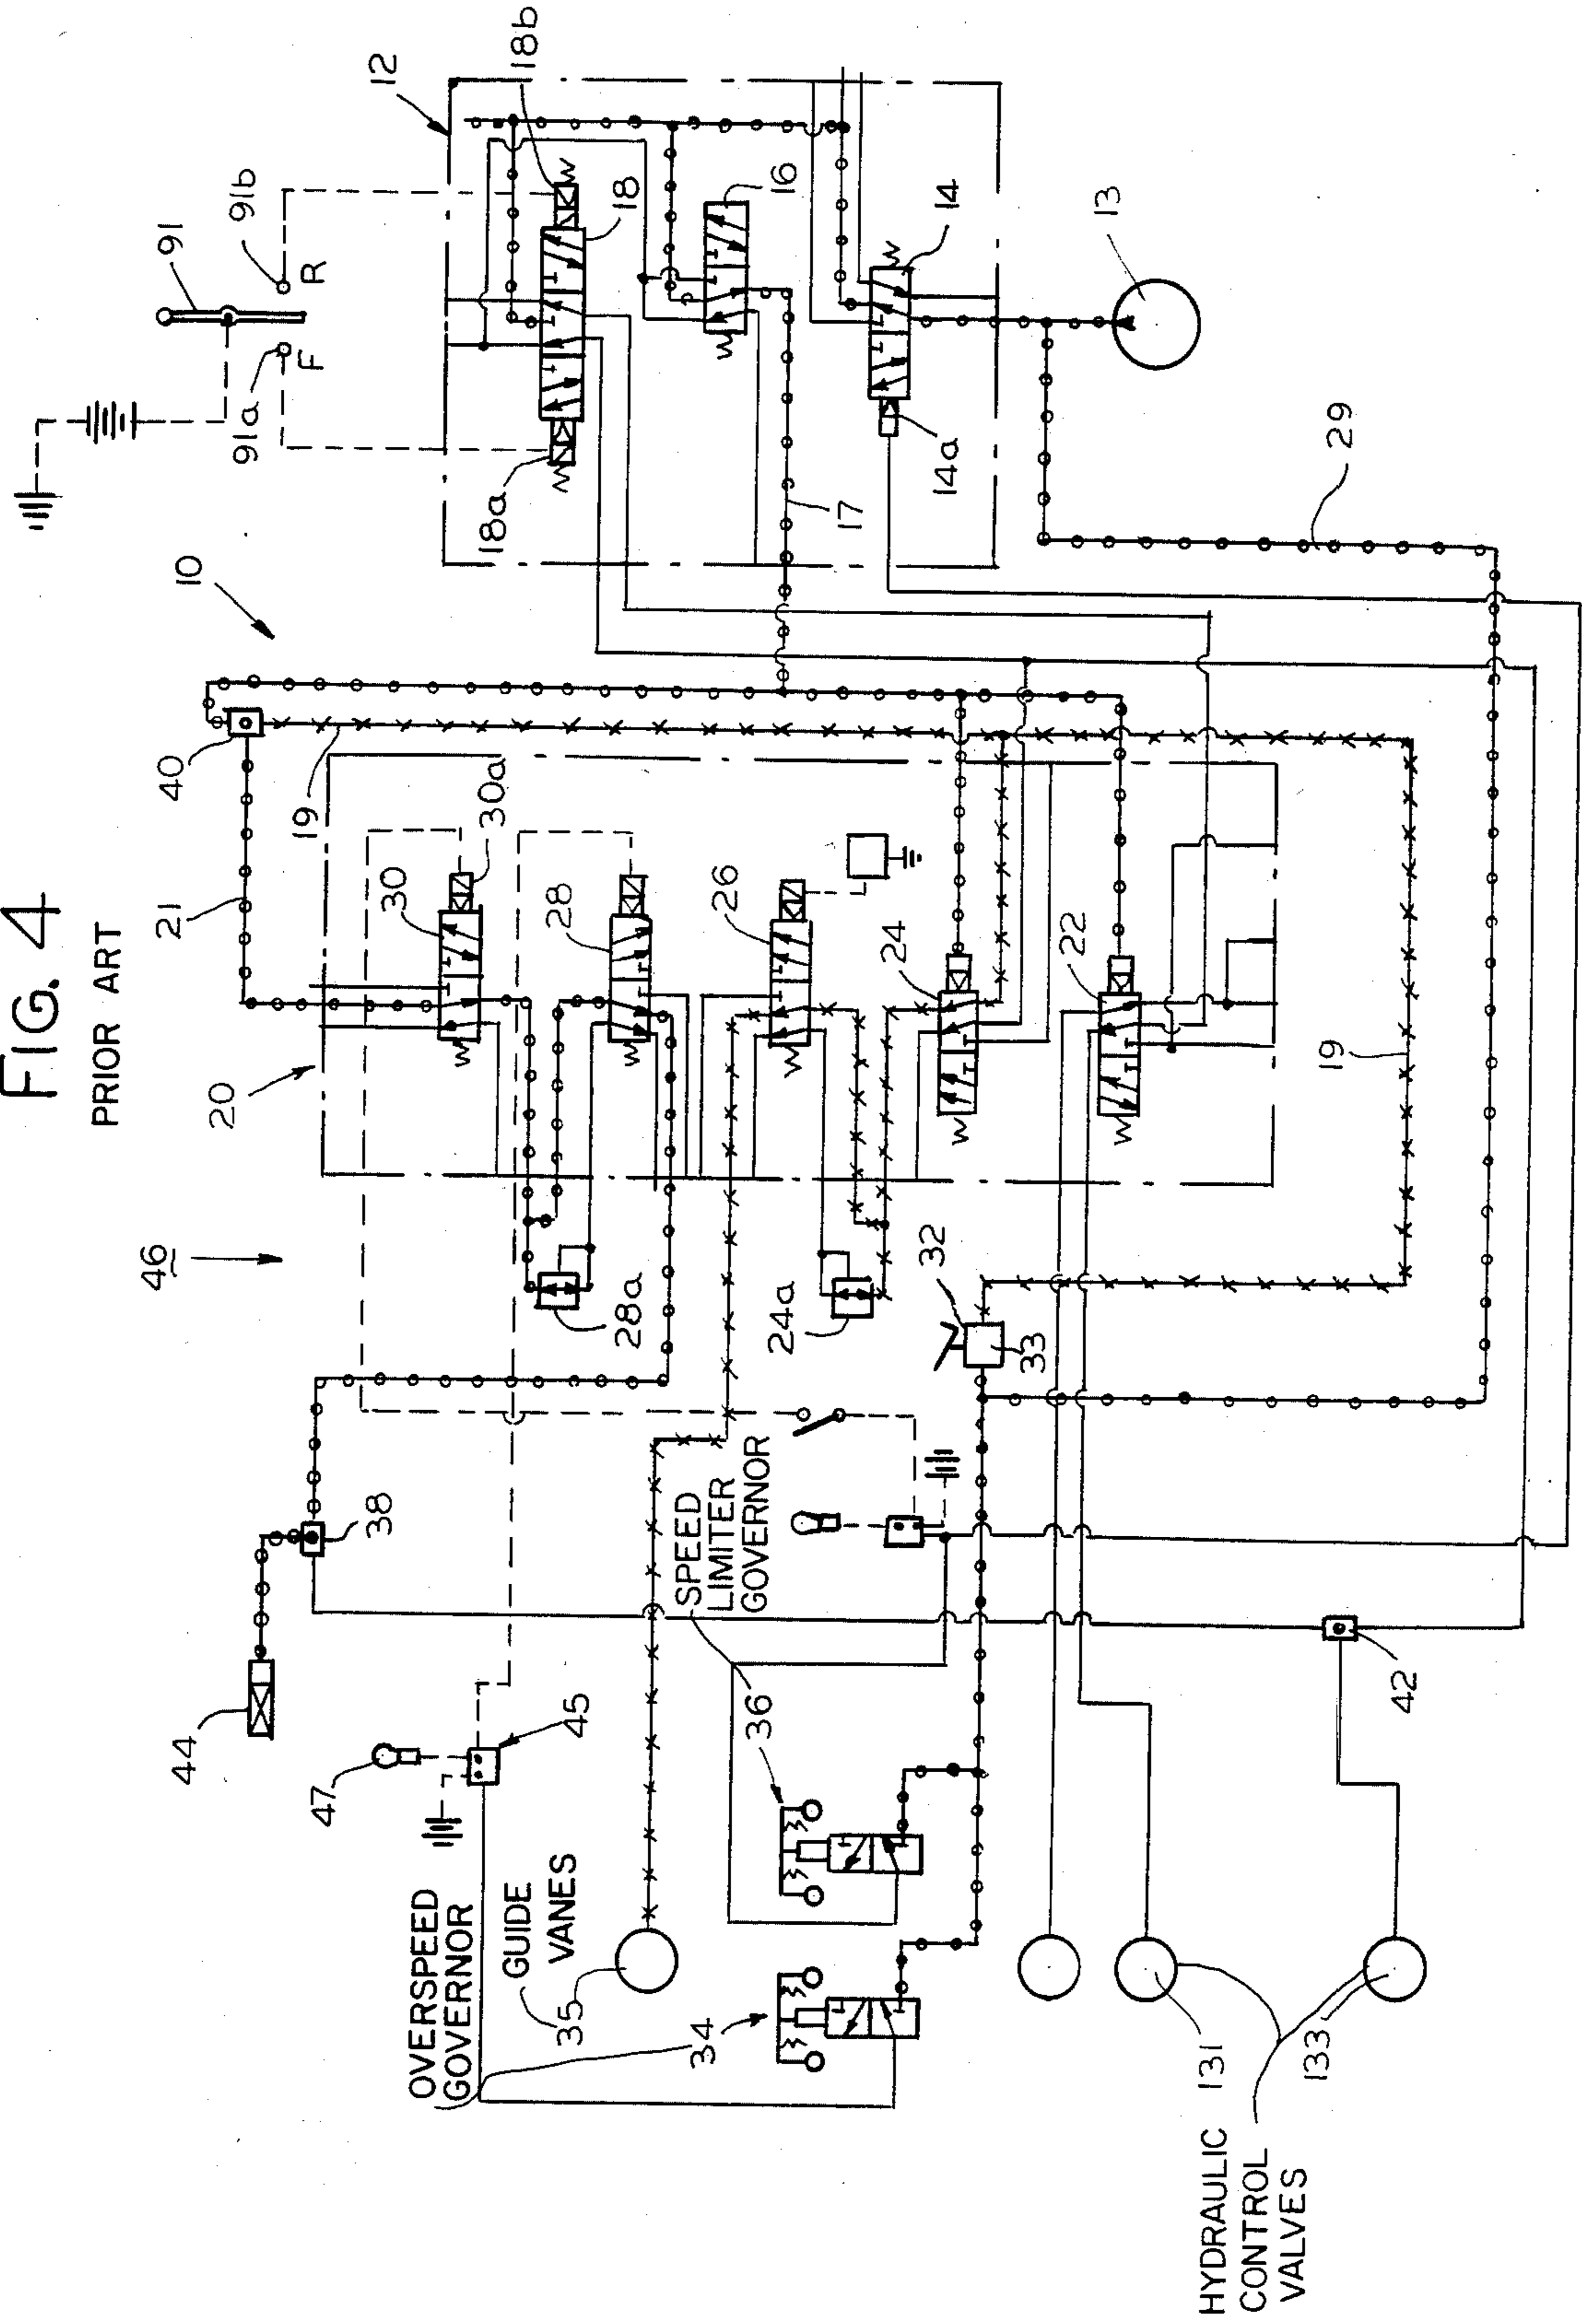 FIG. 4
PRIOR ART
10
12
91
91b
91a
R
F
18b
18
18a
16
14
14a
13
17
29
40
21
19
30a
30
28
26
24
22
20
46
19
28a
24a
32
33
38
44
47
45
SPEED
LIMITER
GOVERNOR
36
42
OVERSPEED
GOVERNOR
GUIDE
VANES
35
34
131
133
HYDRAULIC
CONTROL
VALVES